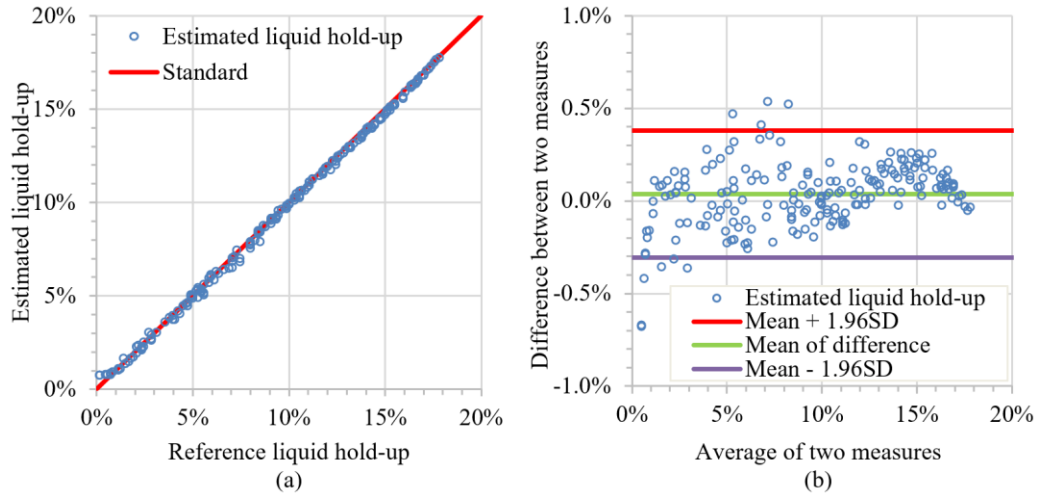 Estimated liquid hold-up
20%
15%
10%
5%
0%
Estimated liquid hold-up
Standard
0% 5% 10% 15% 20%
Reference liquid hold-up
(a)
Difference between two measures
1.0%
0.5%
0.0%
-0.5%
-1.0%
Estimated liquid hold-up
Mean + 1.96SD
Mean of difference
Mean - 1.96SD
0% 5% 10% 15% 20%
Average of two measures
(b)